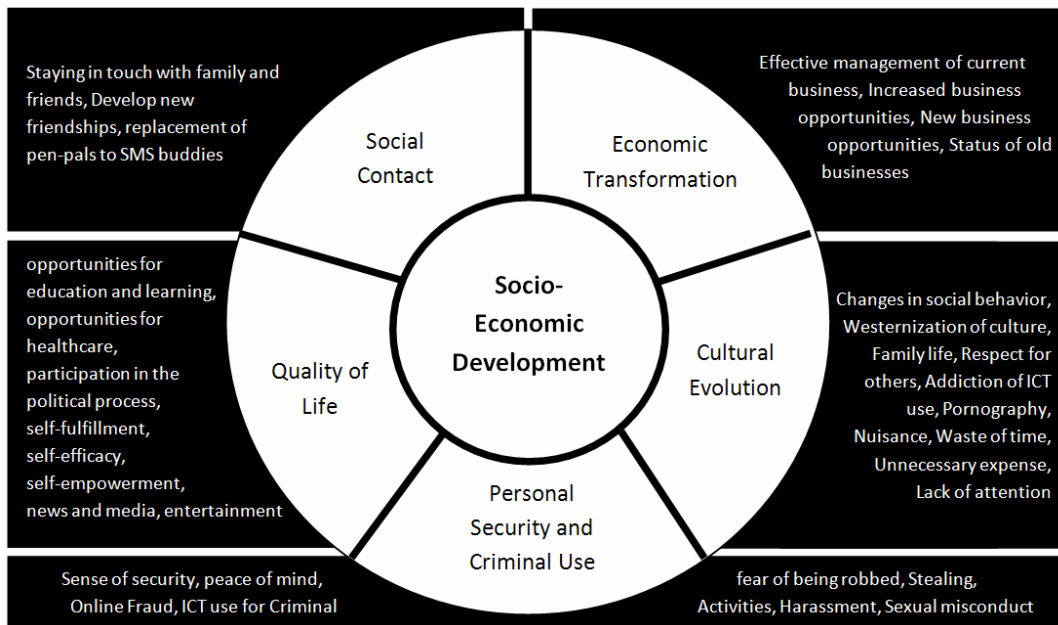 Staying in touch with family and
friends, Develop new
friendships, replacement of
pen-pals to SMS buddies
Social
Contact
Economic
Transformation
Effective management of current
business, Increased business
opportunities, New business
opportunities, Status of old
businesses
opportunities for
education and learning,
opportunities for
healthcare,
participation in the
political process,
self-fulfillment,
self-efficacy,
self-empowerment,
news and media, entertainment
Quality of
Life
Socio-
Economic
Development
Cultural
Evolution
Changes in social behavior,
Westernization of culture,
Family life, Respect for
others, Addiction of ICT
use, Pornography,
Nuisance, Waste of time,
Unnecessary expense,
Lack of attention
Personal
Security and
Criminal Use
Sense of security, peace of mind,
Online Fraud, ICT use for Criminal
fear of being robbed, Stealing,
Activities, Harassment, Sexual misconduct